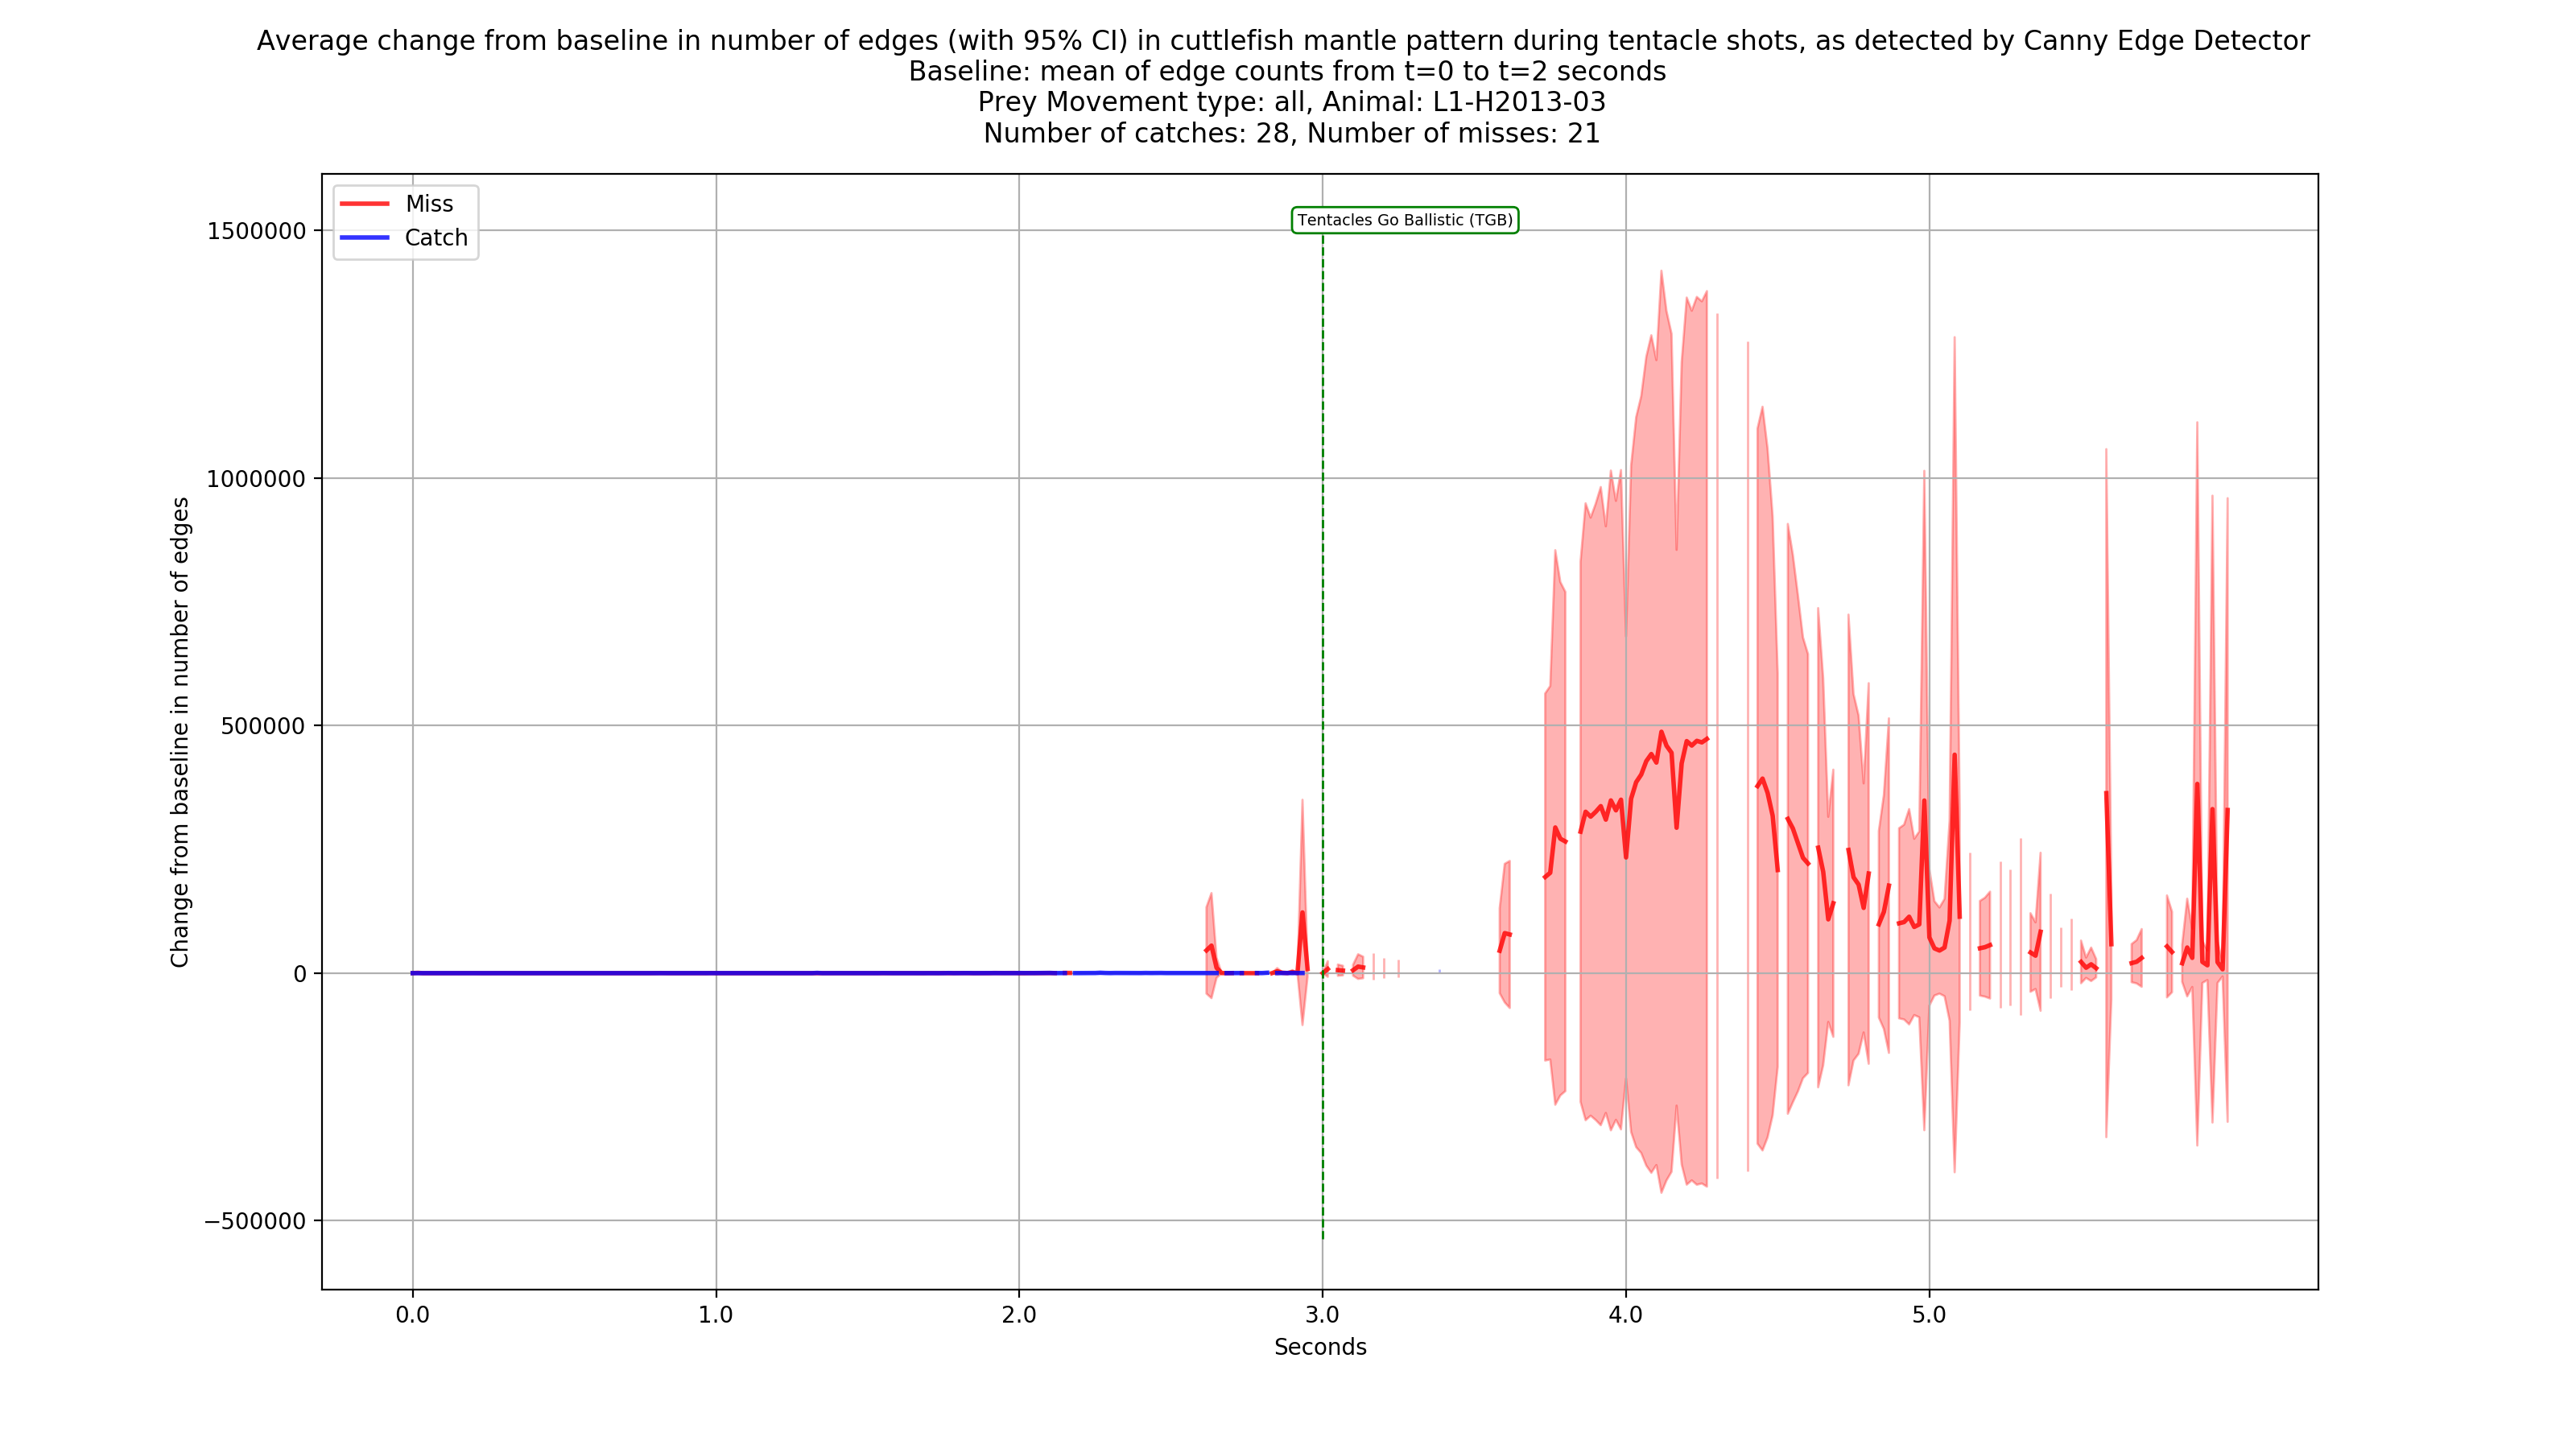 Average change from baseline in number of edges (with 95% CI) in cuttlefish mantle pattern during tentacle shots, as detected by Canny Edge Detector
Baseline: mean of edge counts from t=0 to t=2 seconds
Prey Movement type: all, Animal: L1-H2013-03
Number of catches: 28, Number of misses: 21
Miss
Catch
Tentacles Go Ballistic (TGB)
1500000
1000000
500000
0
−500000
Change from baseline in number of edges
0.0 1.0 2.0 3.0 4.0 5.0
Seconds